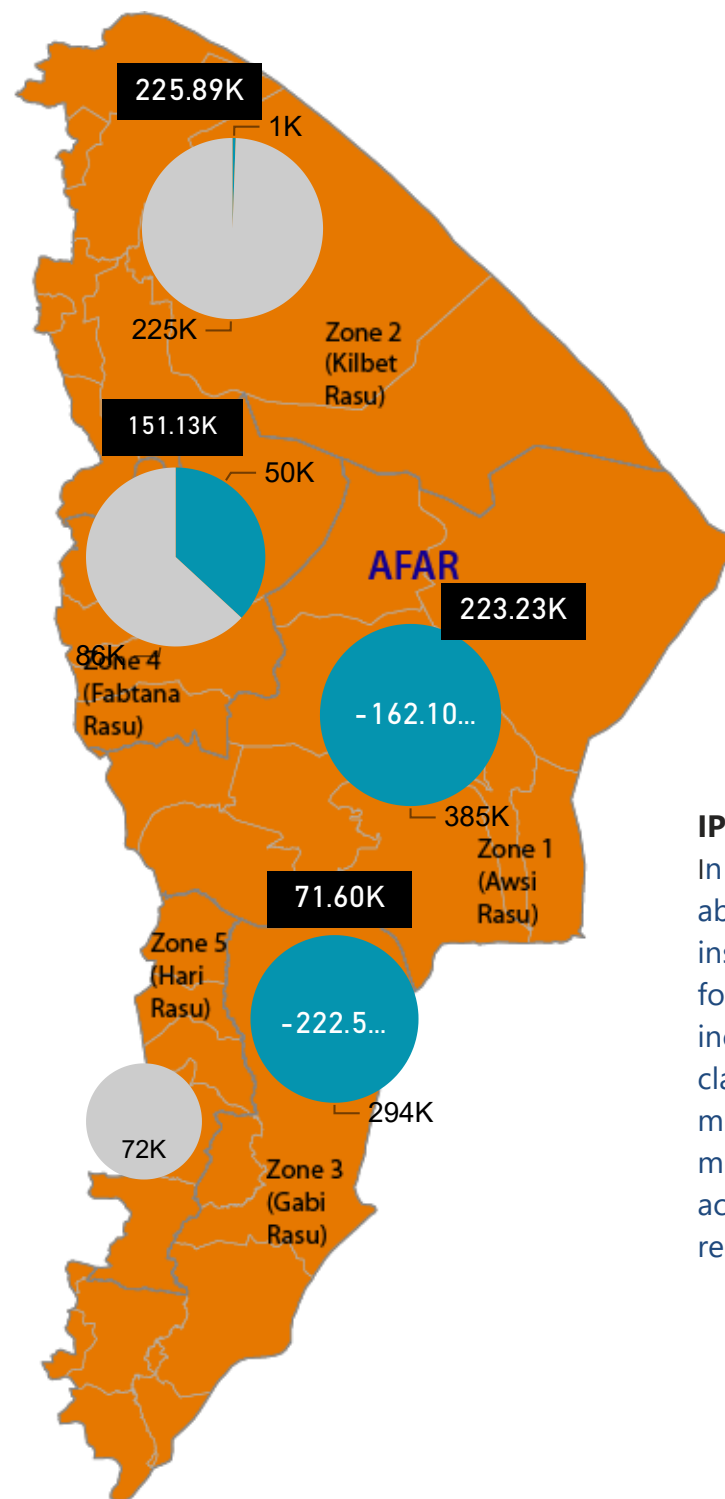 225.89K
1K
225K
Zone 2
(Kilbet
Rasu)
151.13K
50K
AFAR
223.23K
86K
Zone 4
(Fabtana
Rasu)
-162.10...
385K
Zone 1
(Awsi
Rasu)
71.60K
Zone 5
(Hari
Rasu)
-222.5...
294K
72K
Zone 3
(Gabi
Rasu)
IP
In
ab
ins
fo
inc
cla
m
m
ac
re